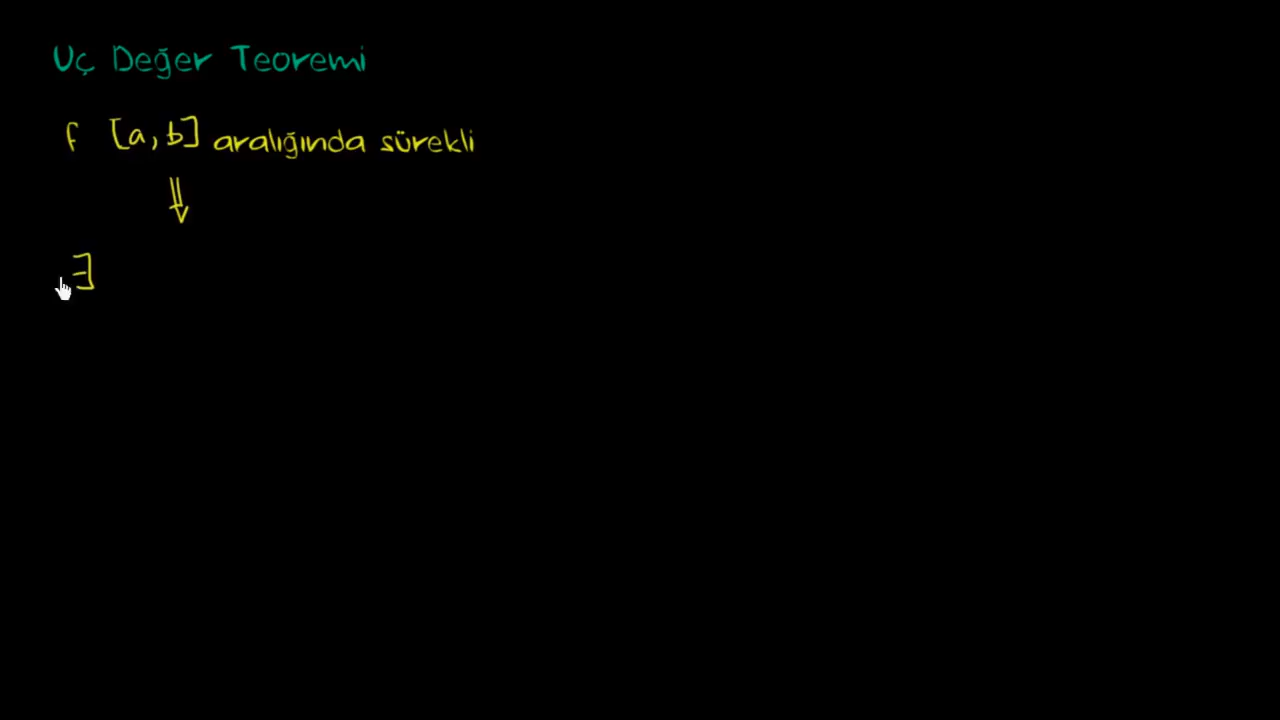 Uç Değer Teoremi
f [a, b] aralığında sürekli
⇓
∃